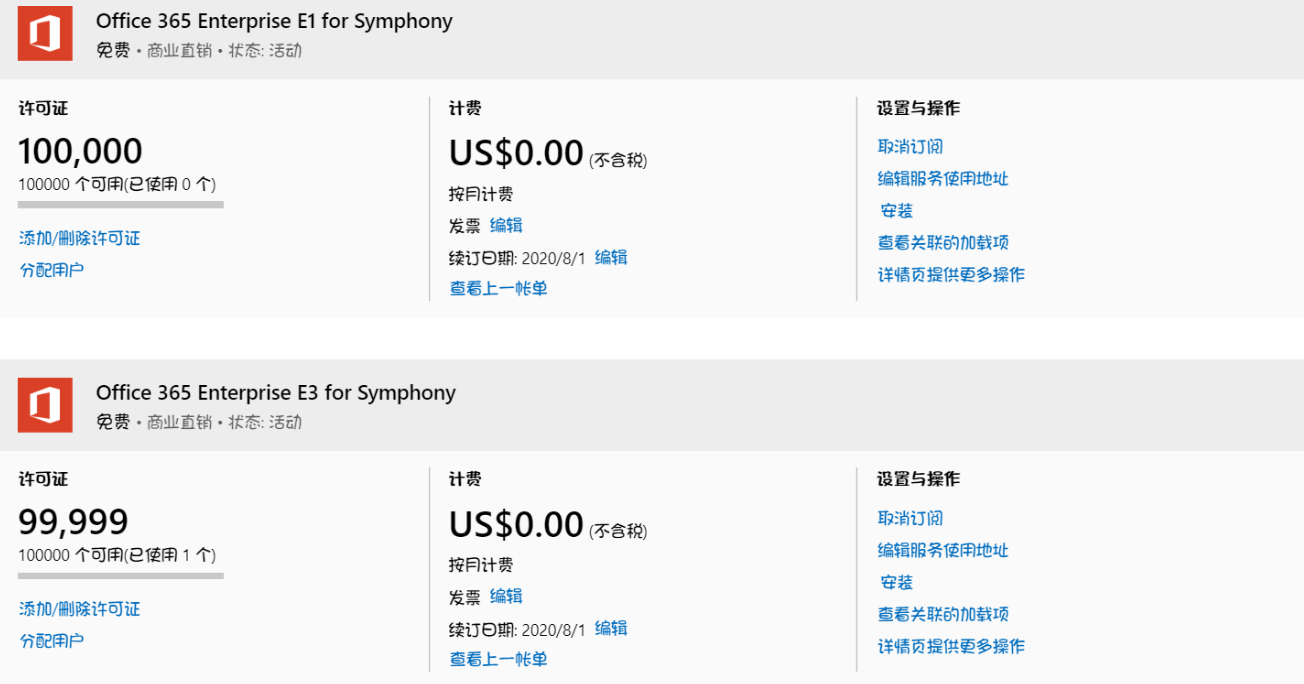 Office 365 Enterprise E1 for Symphony
免费 • 商业直销 • 状态: 活动
许可证
100,000
100000 个可用(已使用 0 个)
添加/删除许可证
分配用户
计费
US$0.00 (不含税)
按月计费
发票 编辑
续订日期: 2020/8/1 编辑
查看上一帐单
设置与操作
取消订阅
编辑服务使用地址
安装
查看关联的加载项
详情页提供更多操作
Office 365 Enterprise E3 for Symphony
免费 • 商业直销 • 状态: 活动
许可证
99,999
100000 个可用(已使用 1 个)
添加/删除许可证
分配用户
计费
US$0.00 (不含税)
按月计费
发票 编辑
续订日期: 2020/8/1 编辑
查看上一帐单
设置与操作
取消订阅
编辑服务使用地址
安装
查看关联的加载项
详情页提供更多操作